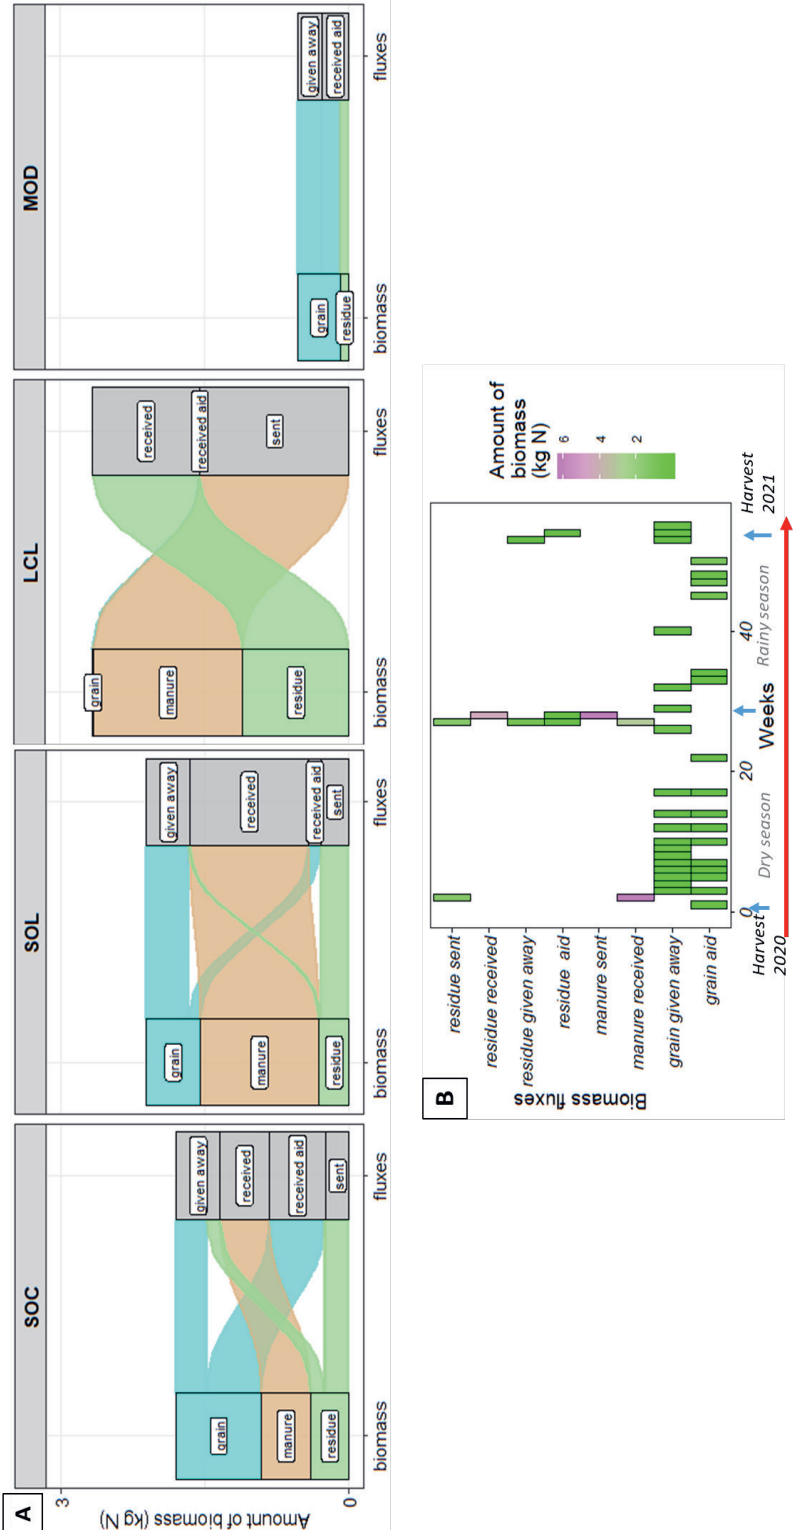 A
SOC
SOL
LCL
MOD
Amount of biomass (kg N)
3
0
grain
manure
residue
given away
received
received aid
sent
biomass
fluxes
grain
manure
residue
given away
received
received aid
sent
biomass
fluxes
grain
manure
residue
received
received aid
sent
biomass
fluxes
grain
residue
given away
received aid
biomass
fluxes
B
Biomass fluxes
residue sent
residue received
residue given away
residue aid
manure sent
manure received
grain given away
grain aid
0
20
40
Weeks
Harvest
2020
Dry season
Rainy season
Harvest
2021
Amount of
biomass
(kg N)
6
4
2